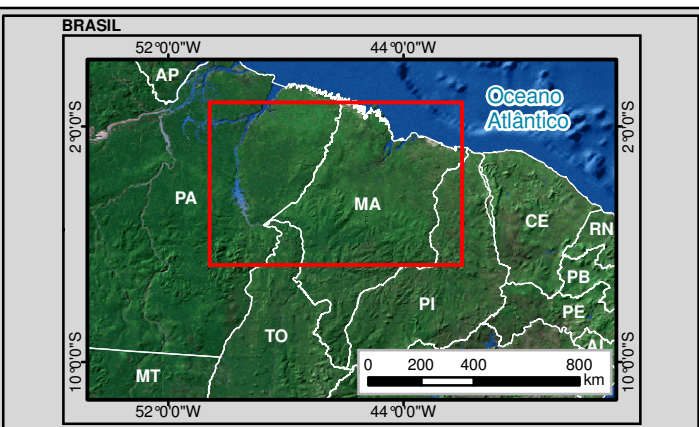 BRASIL
52°0'0"W 44°0'0"W
AP
Oceano
Atlântico
2°0'0"S 2°0'0"S
PA
MA
CE
RN
PB
PI
PE
TO
AL
MT
0 200 400 800
km
10°0'0"S 10°0'0"S
52°0'0"W 44°0'0"W